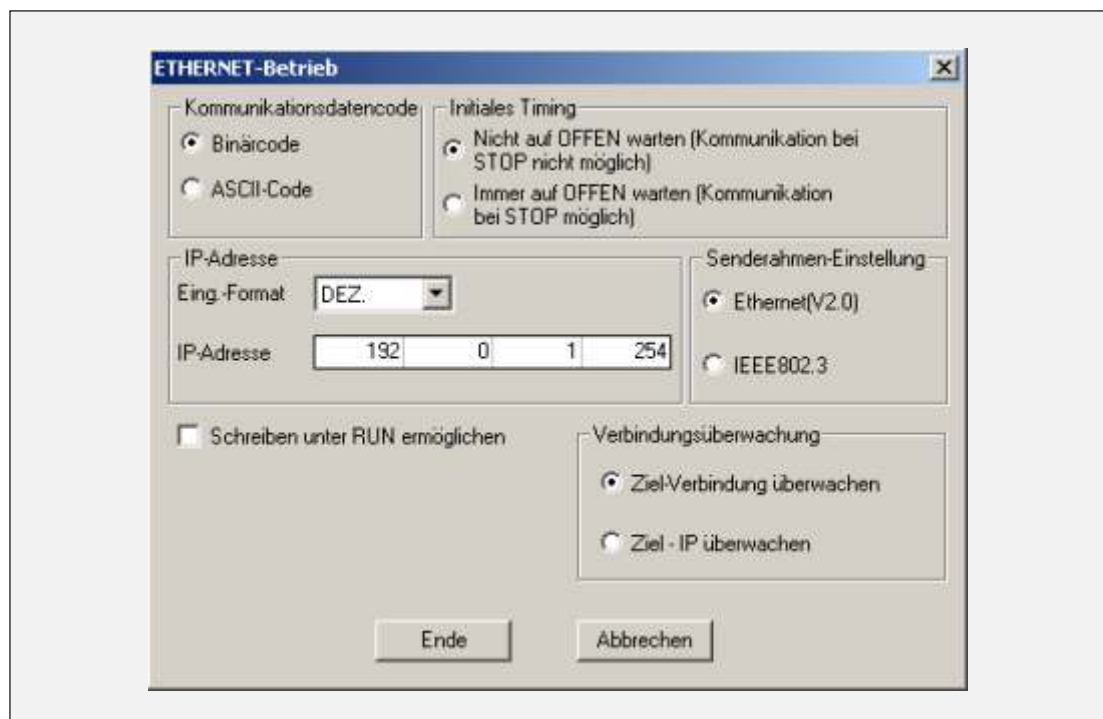 ETHERNET-Betrieb
Kommunikationsdatencode
Binärcode
ASCII-Code
Initiales Timing
Nicht auf OFFEN warten (Kommunikation bei
STOP nicht möglich)
Immer auf OFFEN warten (Kommunikation
bei STOP möglich)
IP-Adresse
Eing.-Format DEZ.
IP-Adresse 192 0 1 254
Senderahmen-Einstellung
Ethernet(V2.0)
IEEE802.3
Schreiben unter RUN ermöglichen
Verbindungsüberwachung
Ziel-Verbindung überwachen
Ziel - IP überwachen
Ende
Abbrechen